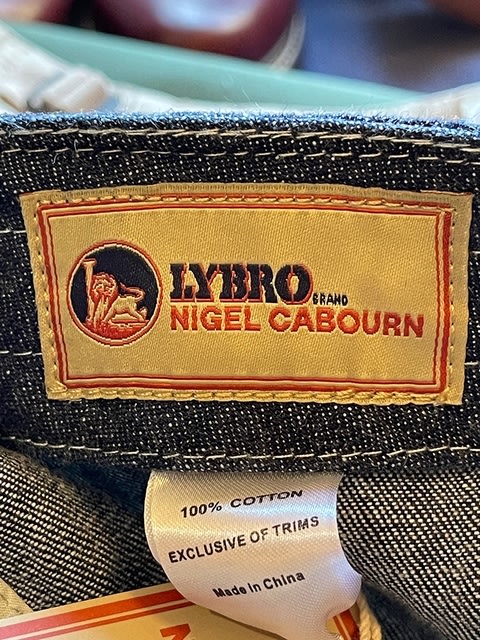 LYBRO
BRAND
NIGEL CABOURN
100% COTTON
EXCLUSIVE OF TRIMS
Made in China